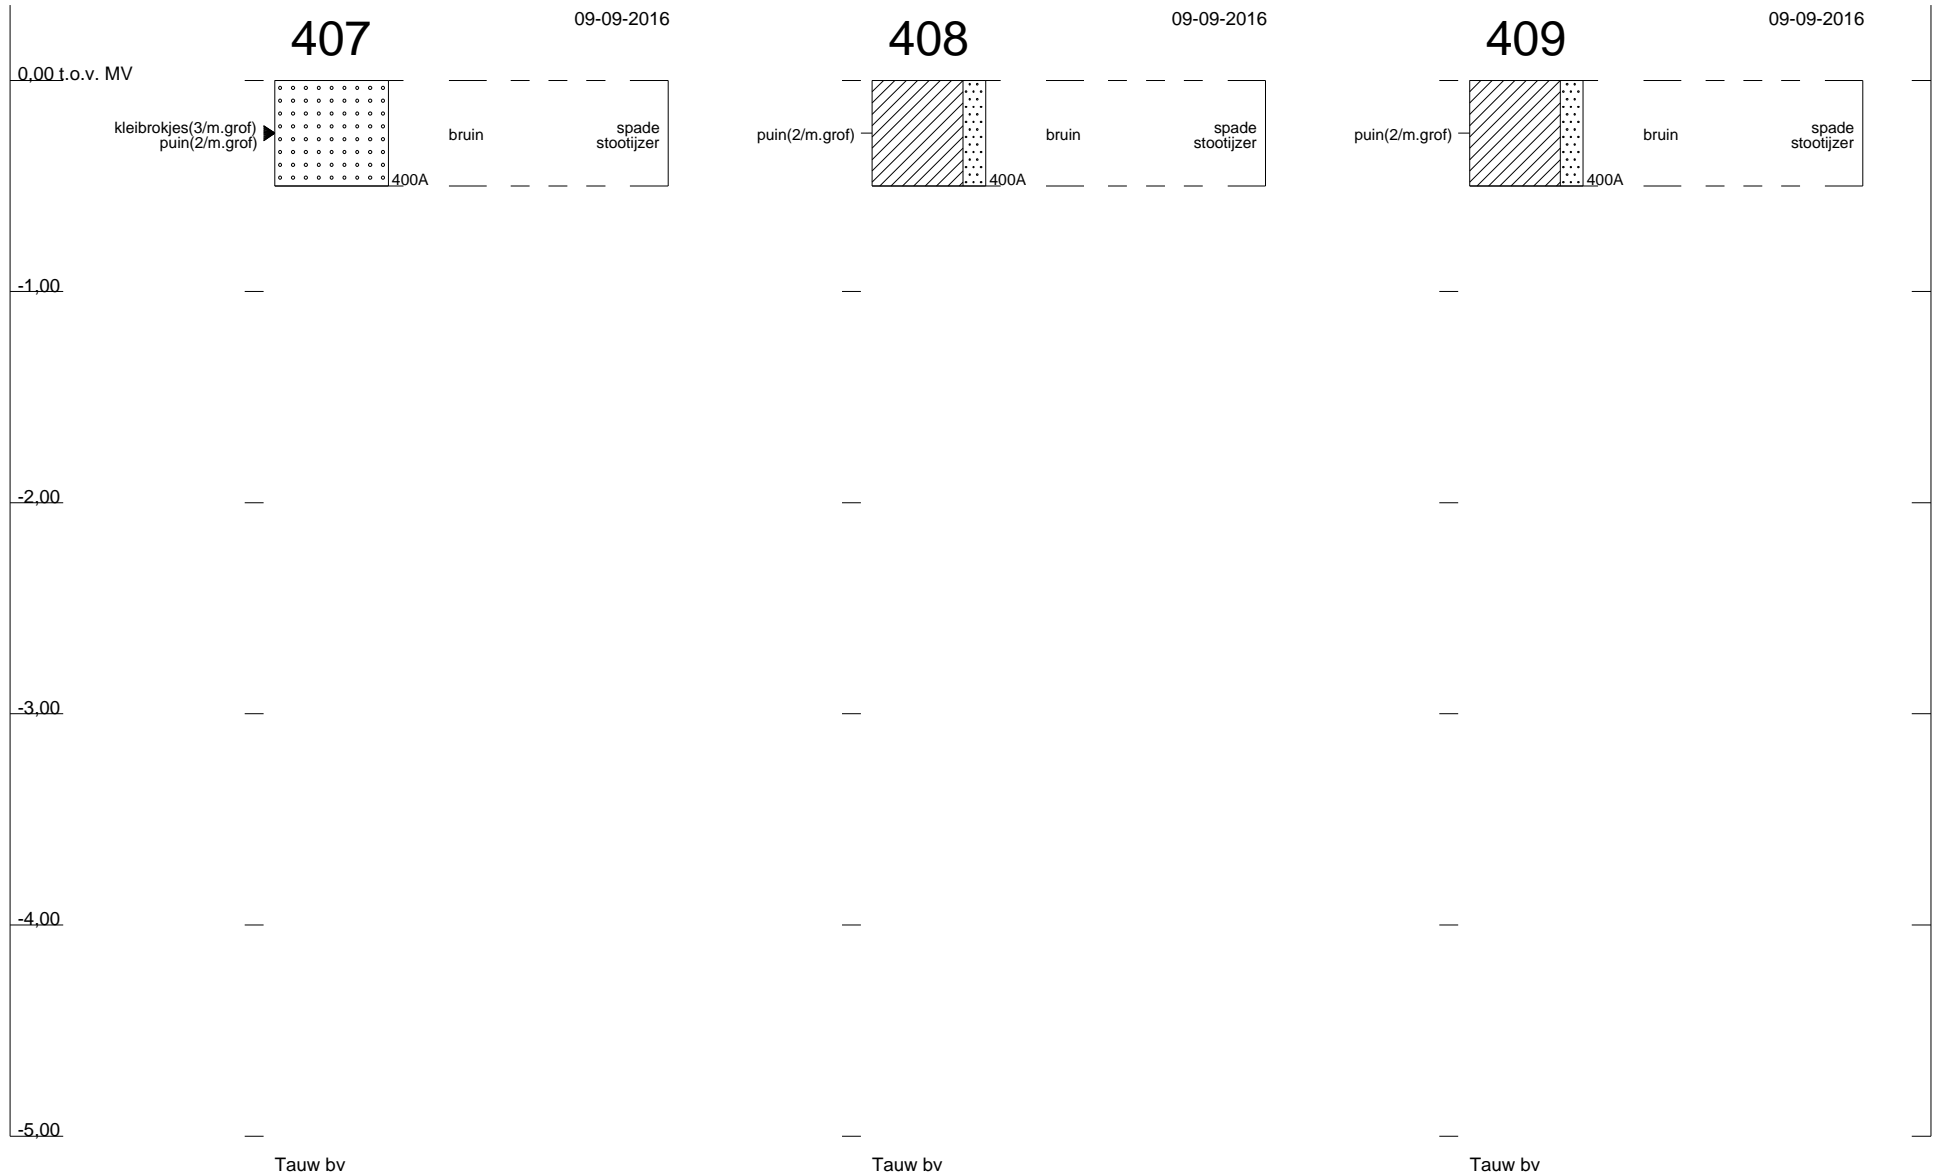 407
09-09-2016
408
09-09-2016
409
09-09-2016
0,00 t.o.v. MV
kleibrokjes(3/m.grof)
puin(2/m.grof)
bruin
spade
stootijzer
400A
puin(2/m.grof)
bruin
spade
stootijzer
400A
puin(2/m.grof)
bruin
spade
stootijzer
400A
-1,00
-2,00
-3,00
-4,00
-5,00
Tauw bv
Tauw bv
Tauw bv